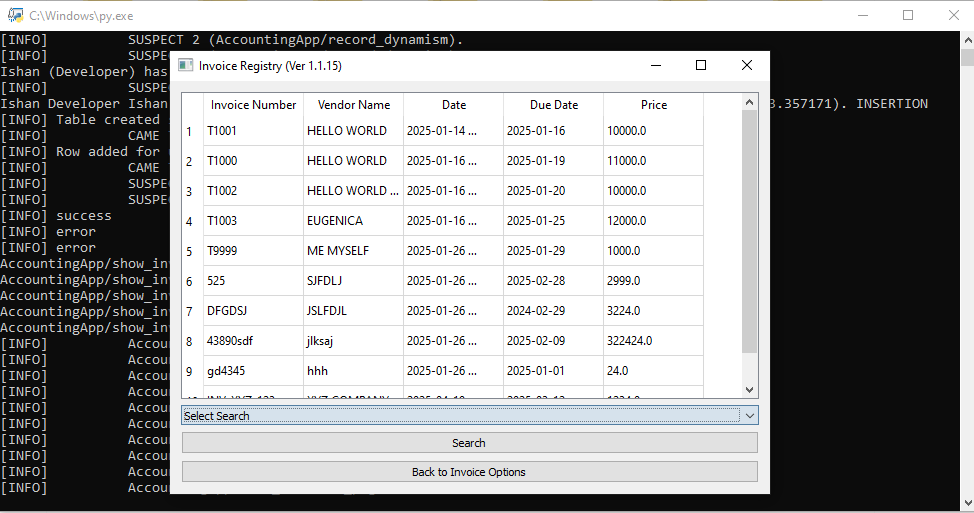 C:\Windows\py.exe
[INFO] SUSPECT 2 (AccountingApp/record_dynamism).
[INFO] SUSPE
Ishan (Developer) has
[INFO] SUSPE
Ishan Developer Ishan 3.357171). INSERTION
[INFO] Table created
[INFO] CAME
[INFO] Row added for
[INFO] CAME
[INFO] SUSPE
[INFO] SUSPE
[INFO] success
[INFO] error
[INFO] error
AccountingApp/show_in
AccountingApp/show_in
AccountingApp/show_in
AccountingApp/show_in
AccountingApp/show_in
[INFO] Accou
[INFO] Accou
[INFO] Accou
[INFO] Accou
[INFO] Accou
[INFO] Accou
[INFO] Accou
[INFO] Accou
[INFO] Accou
[INFO] Accou
Invoice Registry (Ver 1.1.15)
Invoice Number Vendor Name Date Due Date Price
1 T1001 HELLO WORLD 2025-01-14 ... 2025-01-16 10000.0
2 T1000 HELLO WORLD 2025-01-16 ... 2025-01-19 11000.0
3 T1002 HELLO WORLD ... 2025-01-16 ... 2025-01-20 10000.0
4 T1003 EUGENICA 2025-01-16 ... 2025-01-25 12000.0
5 T9999 ME MYSELF 2025-01-26 ... 2025-01-29 1000.0
6 525 SJFDLJ 2025-01-26 ... 2025-02-28 2999.0
7 DFGDSJ JSLFDJL 2025-01-26 ... 2024-02-29 3224.0
8 43890sdf jlksaj 2025-01-26 ... 2025-02-09 322424.0
9 gd4345 hhh 2025-01-26 ... 2025-01-01 24.0
Select Search
Search
Back to Invoice Options